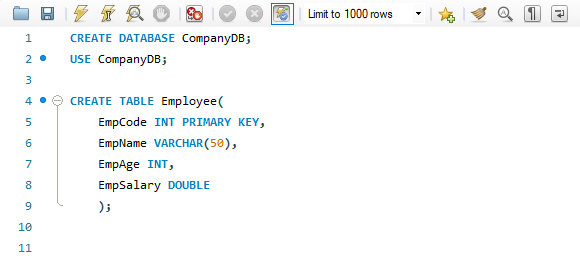 Limit to 1000 rows
1 CREATE DATABASE CompanyDB;
2 USE CompanyDB;
3
4 CREATE TABLE Employee(
5 EmpCode INT PRIMARY KEY,
6 EmpName VARCHAR(50),
7 EmpAge INT,
8 EmpSalary DOUBLE
9 );
10
11